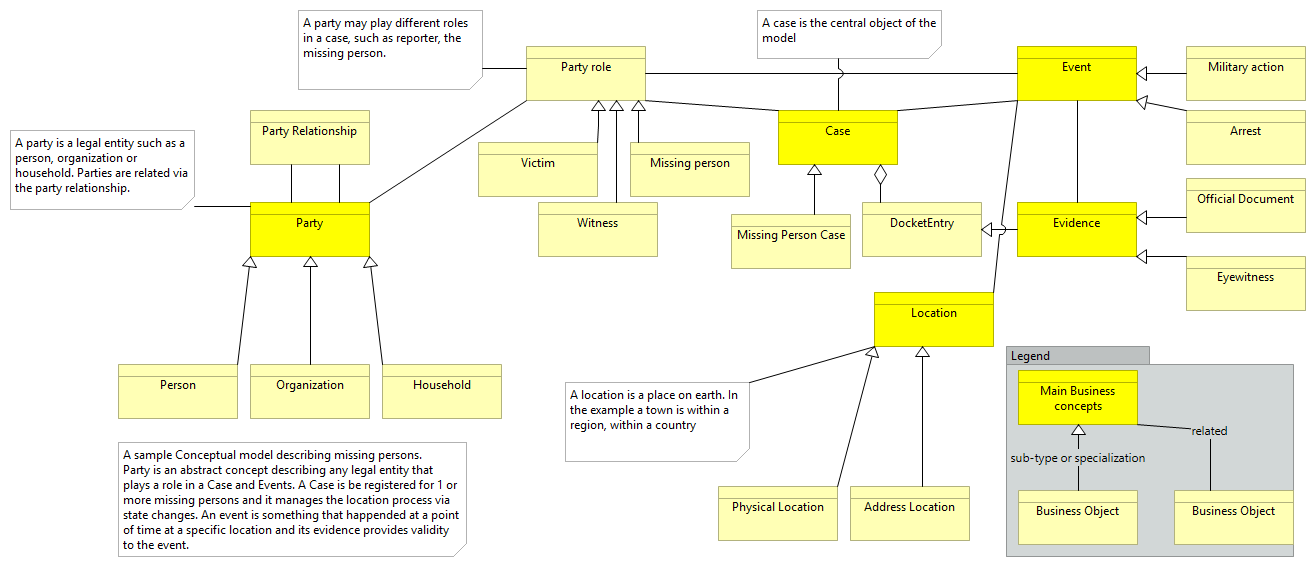 A party may play different roles
in a case, such as reporter, the
missing person.
A case is the central object of the
model
Party role
Event
Military action
Party Relationship
Case
Arrest
A party is a legal entity such as a
person, organization or
household. Parties are related via
the party relationship.
Victim
Missing person
Official Document
Party
Witness
Missing Person Case
DocketEntry
Evidence
Eyewitness
Location
Person
Organization
Household
A location is a place on earth. In
the example a town is within a
region, within a country
Legend
Main Business
concepts
related
sub-type or specialization
Business Object
Business Object
Physical Location
Address Location
A sample Conceptual model describing missing persons.
Party is an abstract concept describing any legal entity that
plays a role in a Case and Events. A Case is be registered for 1 or
more missing persons and it manages the location process via
state changes. An event is something that happended at a point
of time at a specific location and its evidence provides validity
to the event.